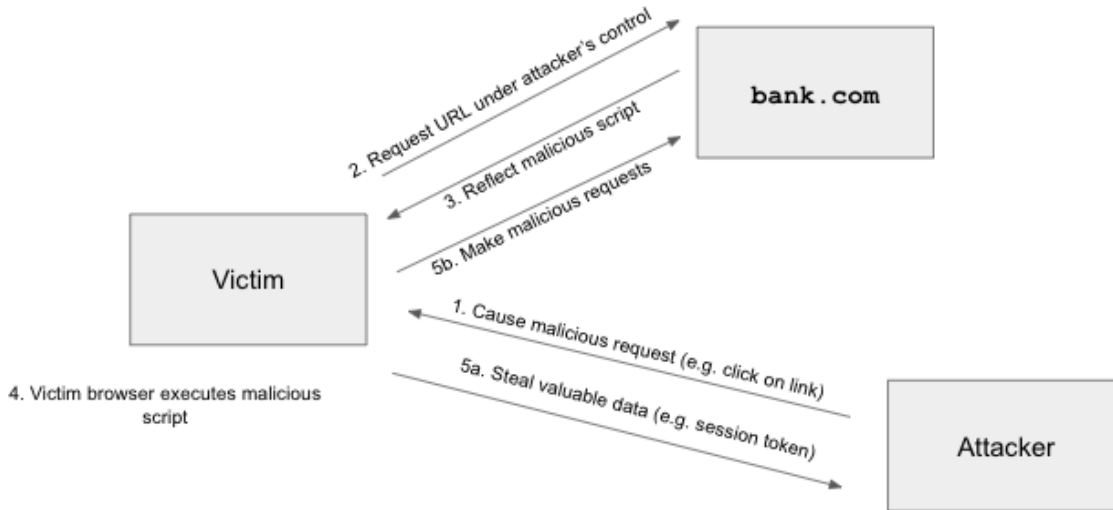 2. Request URL under attacker's control
bank.com
3. Reflect malicious script
5b. Make malicious requests
Victim
1. Cause malicious request (e.g. click on link)
5a. Steal valuable data (e.g. session token)
4. Victim browser executes malicious
script
Attacker